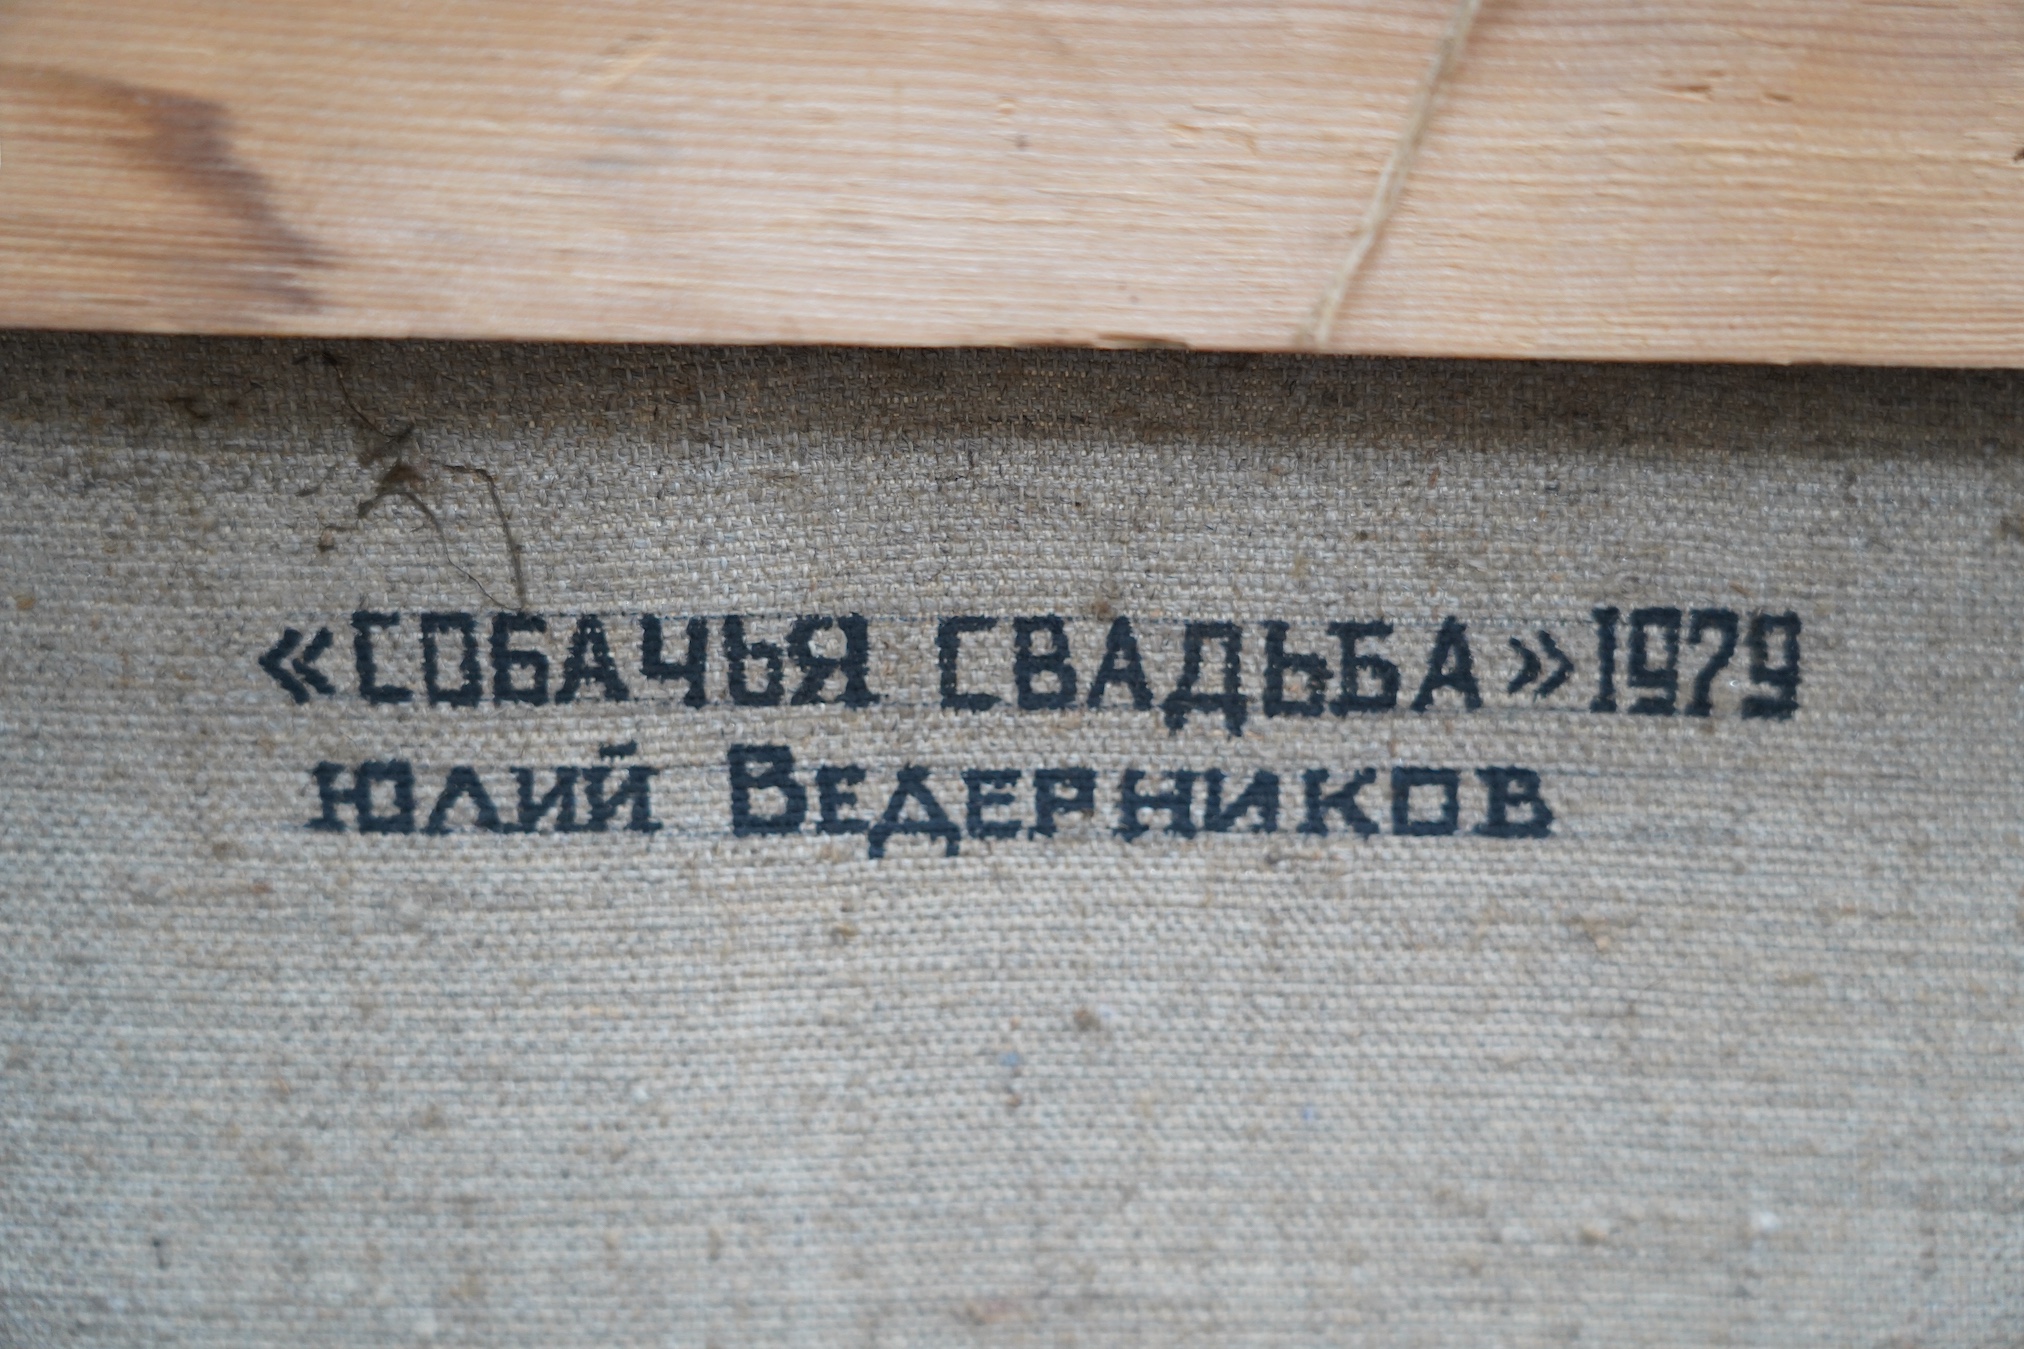 «СОБАЧЬЯ СВАДЬБА» 1979
Юлий Ведерников